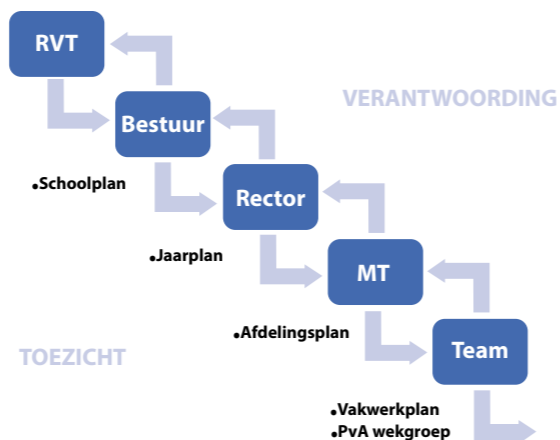 RVT
VERANTWOORDING
Bestuur
•Schoolplan
Rector
•Jaarplan
MT
•Afdelingsplan
TOEZICHT
Team
•Vakwerkplan
•PvA wekgroep